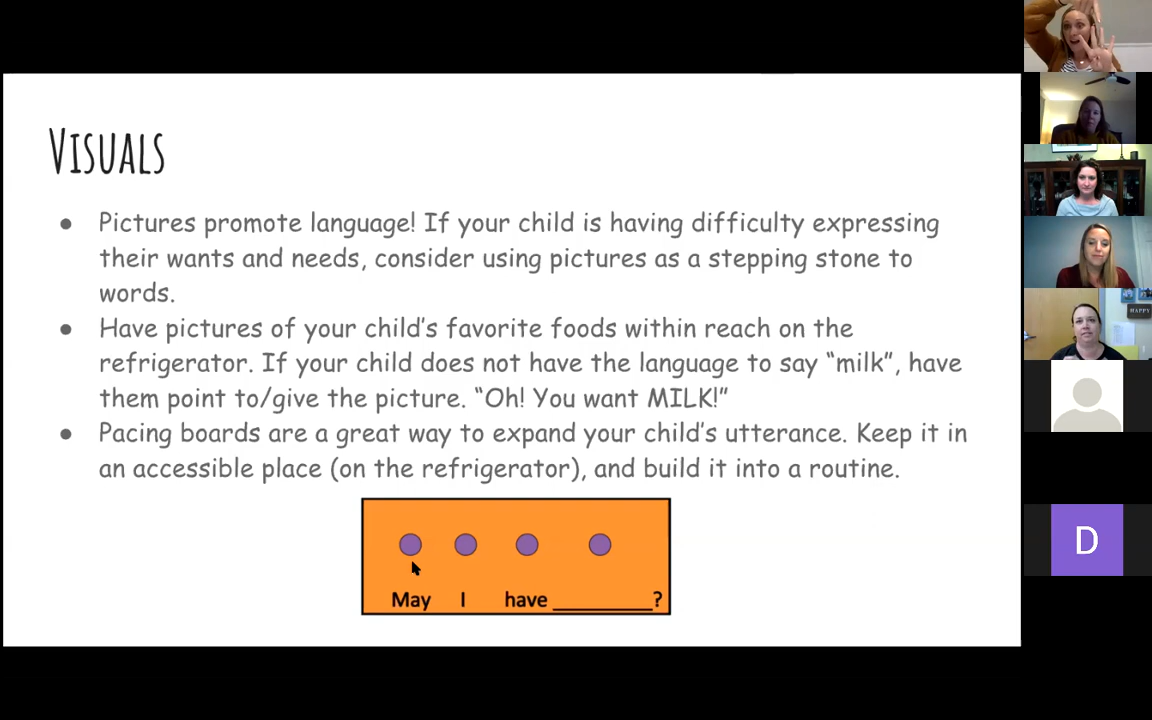 Visuals
● Pictures promote language! If your child is having difficulty expressing
their wants and needs, consider using pictures as a stepping stone to
words.
● Have pictures of your child's favorite foods within reach on the
refrigerator. If your child does not have the language to say “milk”, have
them point to/give the picture. “Oh! You want MILK!”
● Pacing boards are a great way to expand your child's utterance. Keep it in
an accessible place (on the refrigerator), and build it into a routine.
May I have _________?
HAPPY
D